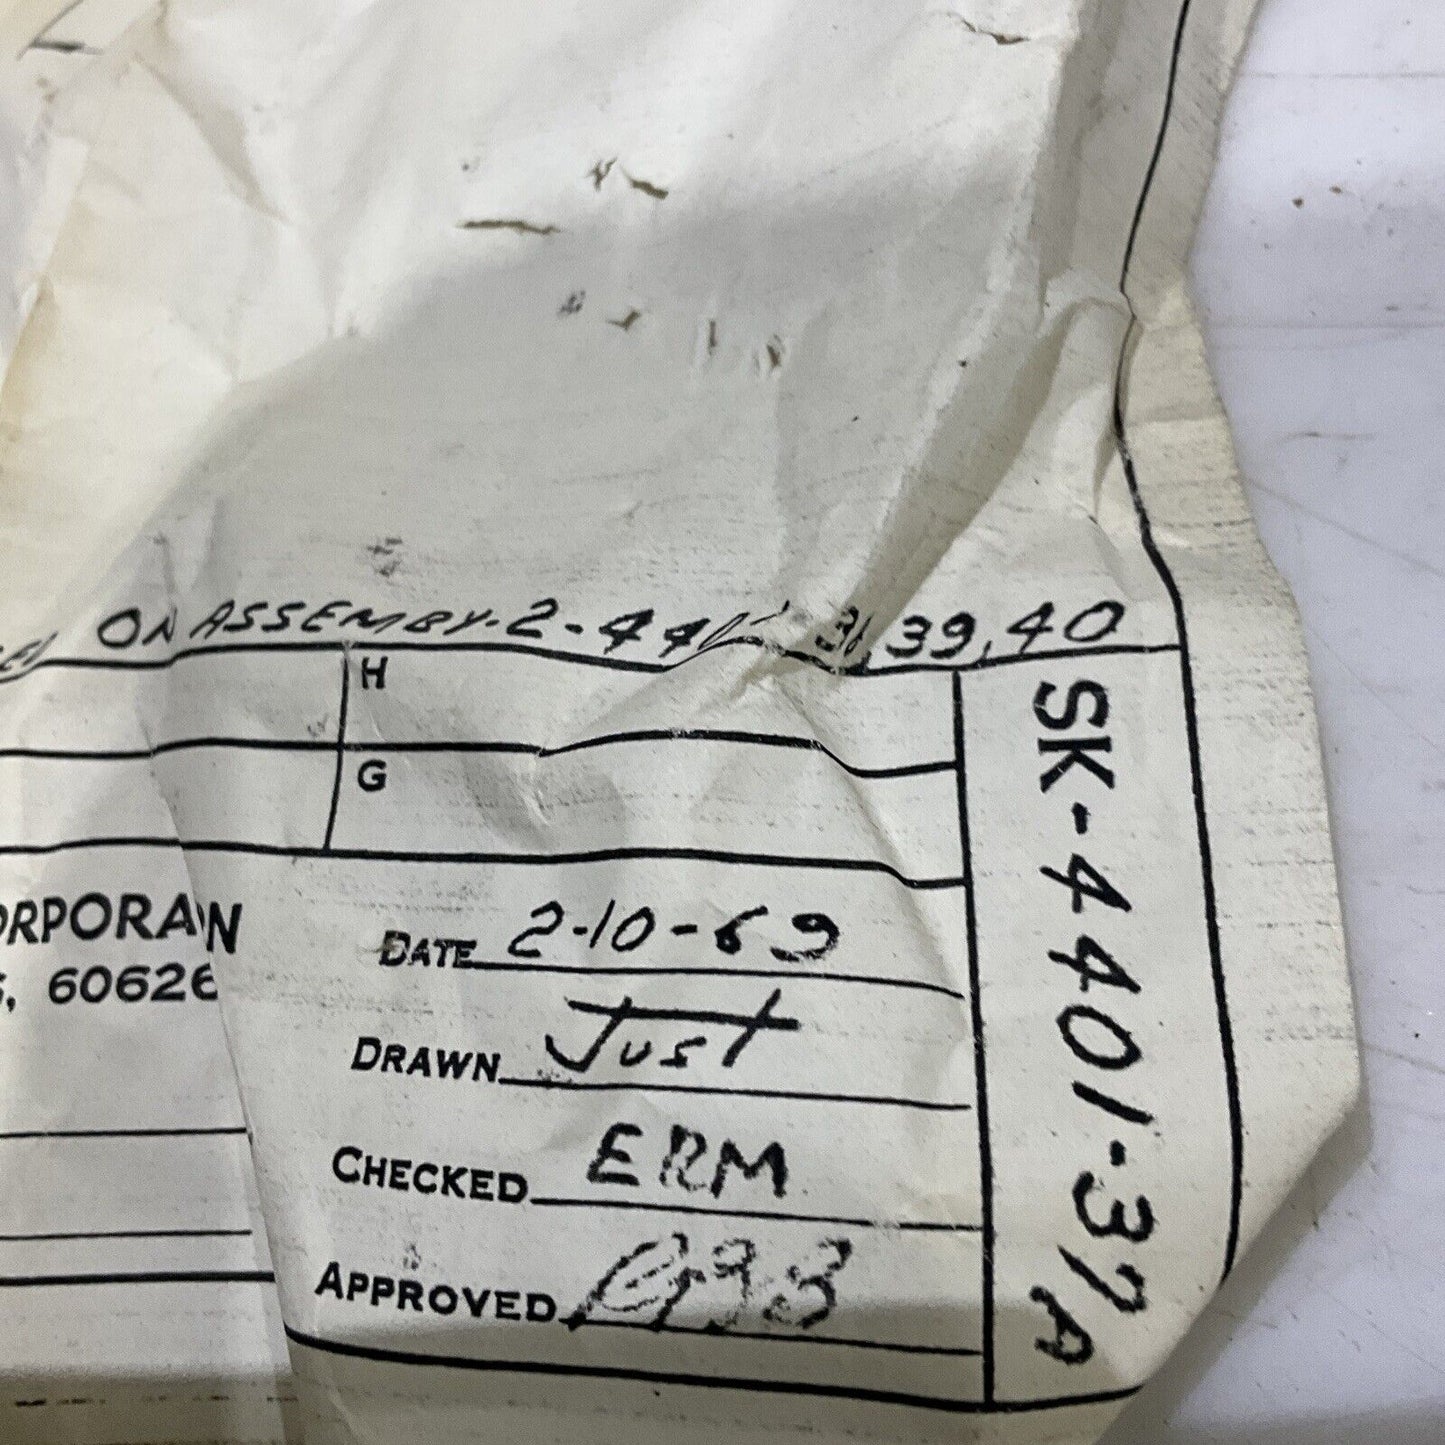 ON ASSEMBLY-2-44 39, 40
H
G
ORPORA N
60626
DATE 2-10-69
DRAWN Just
CHECKED ERM
APPROVED
SK-4401-37A